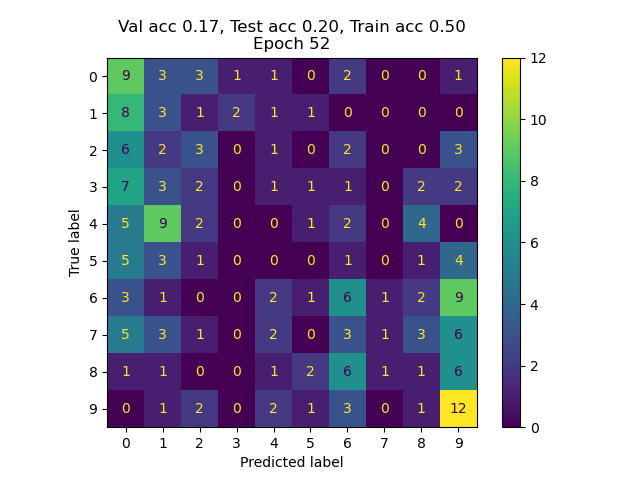 Val acc 0.17, Test acc 0.20, Train acc 0.50
Epoch 52
0 9 3 3 1 1 0 2 0 0 1
1 8 3 1 2 1 1 0 0 0 0
2 6 2 3 0 1 0 2 0 0 3
3 7 3 2 0 1 1 1 0 2 2
4 5 9 2 0 0 1 2 0 4 0
5 5 3 1 0 0 0 1 0 1 4
6 3 1 0 0 2 1 6 1 2 9
7 5 3 1 0 2 0 3 1 3 6
8 1 1 0 0 1 2 6 1 1 6
9 0 1 2 0 2 1 3 0 1 12
0 1 2 3 4 5 6 7 8 9
Predicted label
True label
12
10
8
6
4
2
0